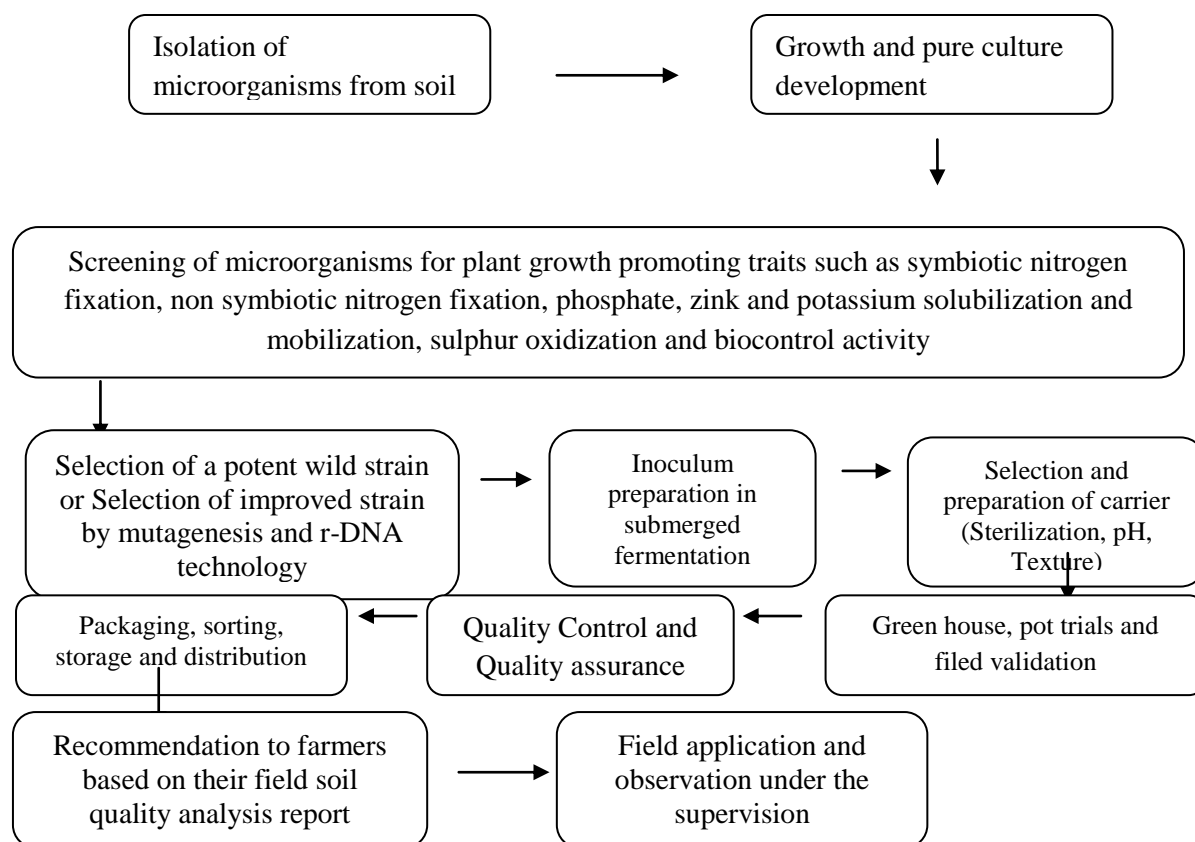 Isolation of
microorganisms from soil
Growth and pure culture
development
Screening of microorganisms for plant growth promoting traits such as symbiotic nitrogen
fixation, non symbiotic nitrogen fixation, phosphate, zink and potassium solubilization and
mobilization, sulphur oxidization and biocontrol activity
Selection of a potent wild strain
or Selection of improved strain
by mutagenesis and r-DNA
technology
Inoculum
preparation in
submerged
fermentation
Selection and
preparation of carrier
(Sterilization, pH,
Texture)
Green house, pot trials and
filed validation
Quality Control and
Quality assurance
Packaging, sorting,
storage and distribution
Recommendation to farmers
based on their field soil
quality analysis report
Field application and
observation under the
supervision